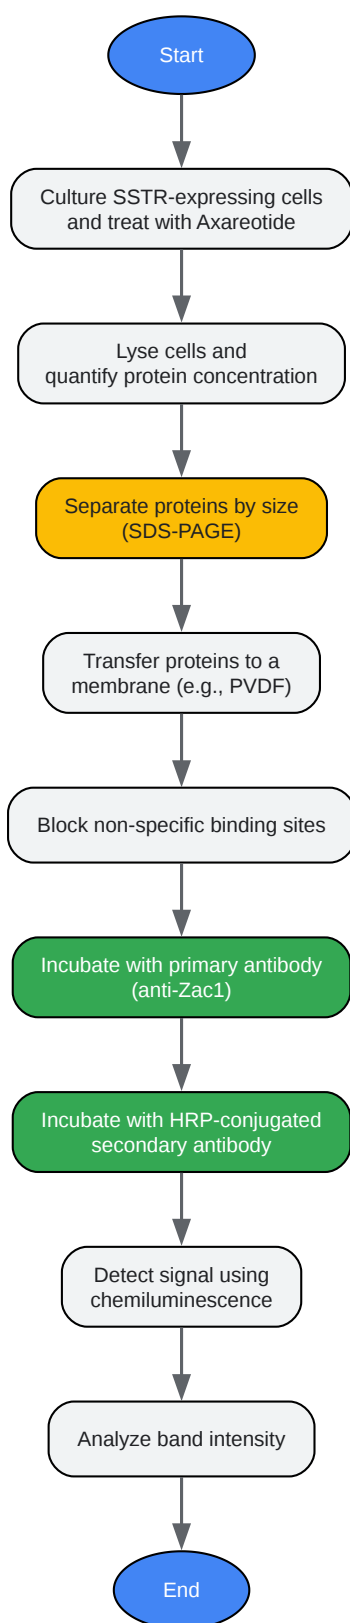 Start
Culture SSTR-expressing cells
and treat with Axareotide
Lyse cells and
quantify protein concentration
Separate proteins by size
(SDS-PAGE)
Transfer proteins to a
membrane (e.g., PVDF)
Block non-specific binding sites
Incubate with primary antibody
(anti-Zac1)
Incubate with HRP-conjugated
secondary antibody
Detect signal using
chemiluminescence
Analyze band intensity
End